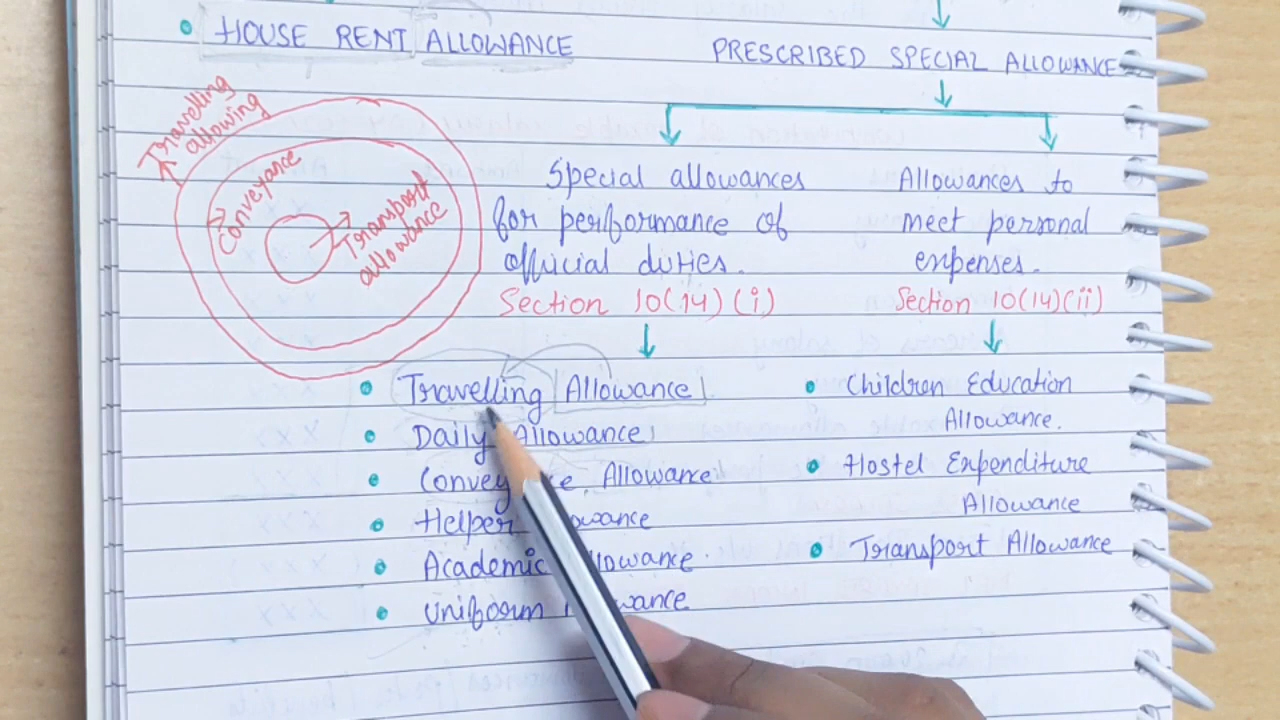 • HOUSE RENT ALLOWANCE
PRESCRIBED SPECIAL ALLOWANCE
Travelling
allowing
Conveyance
Transport
allowance
Special allowances
for performance of
official duties.
Section 10(14)(i)
Allowances to
meet personal
expenses.
Section 10(14)(ii)
• Travelling Allowance
• Daily Allowance
• Allowance
• Helper
• Academic
• Uniform
• Children Education
Allowance.
• Hostel Expenditure
Allowance
• Transport Allowance